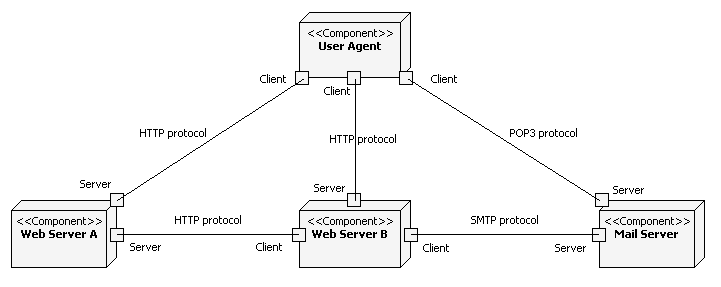 <<Component>>
User Agent
Client
Client
Client
HTTP protocol
HTTP protocol
POP3 protocol
Server
Server
Server
<<Component>>
Web Server A
HTTP protocol
<<Component>>
Web Server B
SMTP protocol
<<Component>>
Mail Server
Server
Client
Client
Server